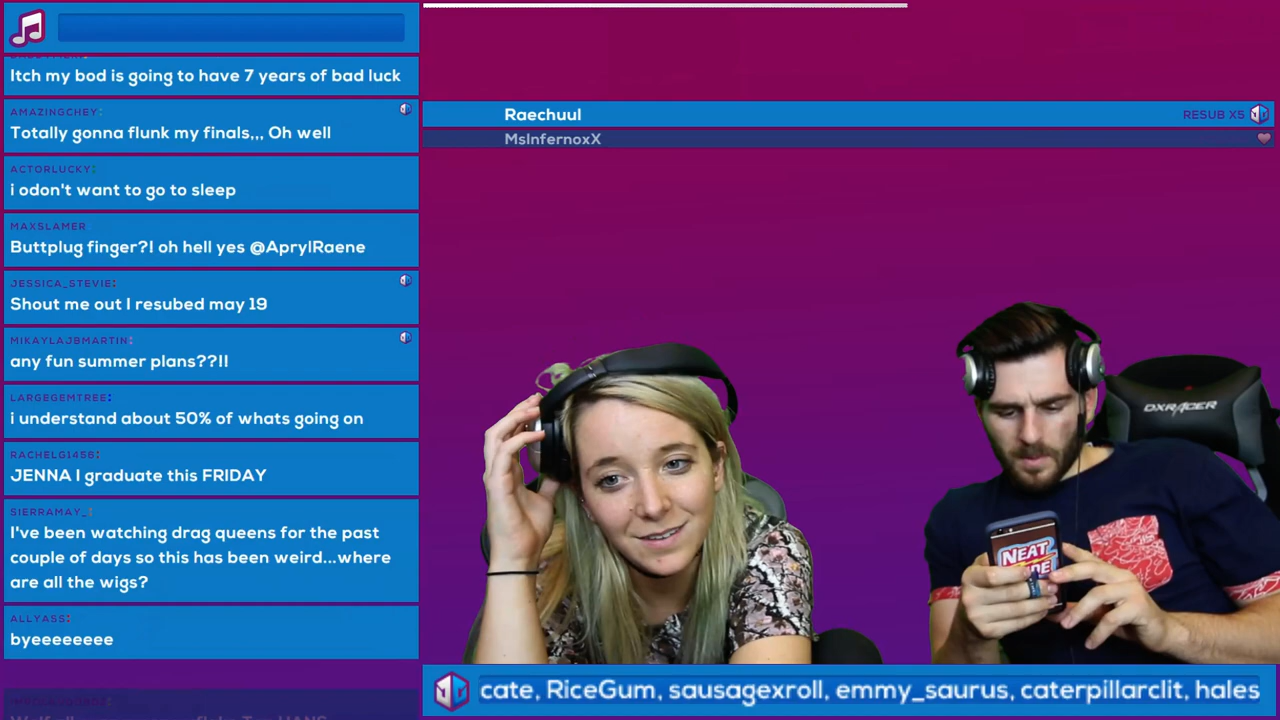 Itch my bod is going to have 7 years of bad luck
AMAZINGCHEY:
Totally gonna flunk my finals,,, Oh well
ACTORLUCKY:
i odon't want to go to sleep
MAXSLAMER
Buttplug finger?! oh hell yes @AprylRaene
JESSICA_STEVIE:
Shout me out I resubed may 19
MIKAYLAJBMARTIN:
any fun summer plans??!!
LARGEGEMTREE:
i understand about 50% of whats going on
RACHELG1456:
JENNA I graduate this FRIDAY
SIERRAMAY_:
I've been watching drag queens for the past
couple of days so this has been weird...where
are all the wigs?
ALLYASS:
byeeeeeeee
Raechuul
RESUB X5
MsInfernoxX
DXRACER
NEAT
cate, RiceGum, sausagexroll, emmy_saurus, caterpillarclit, hales